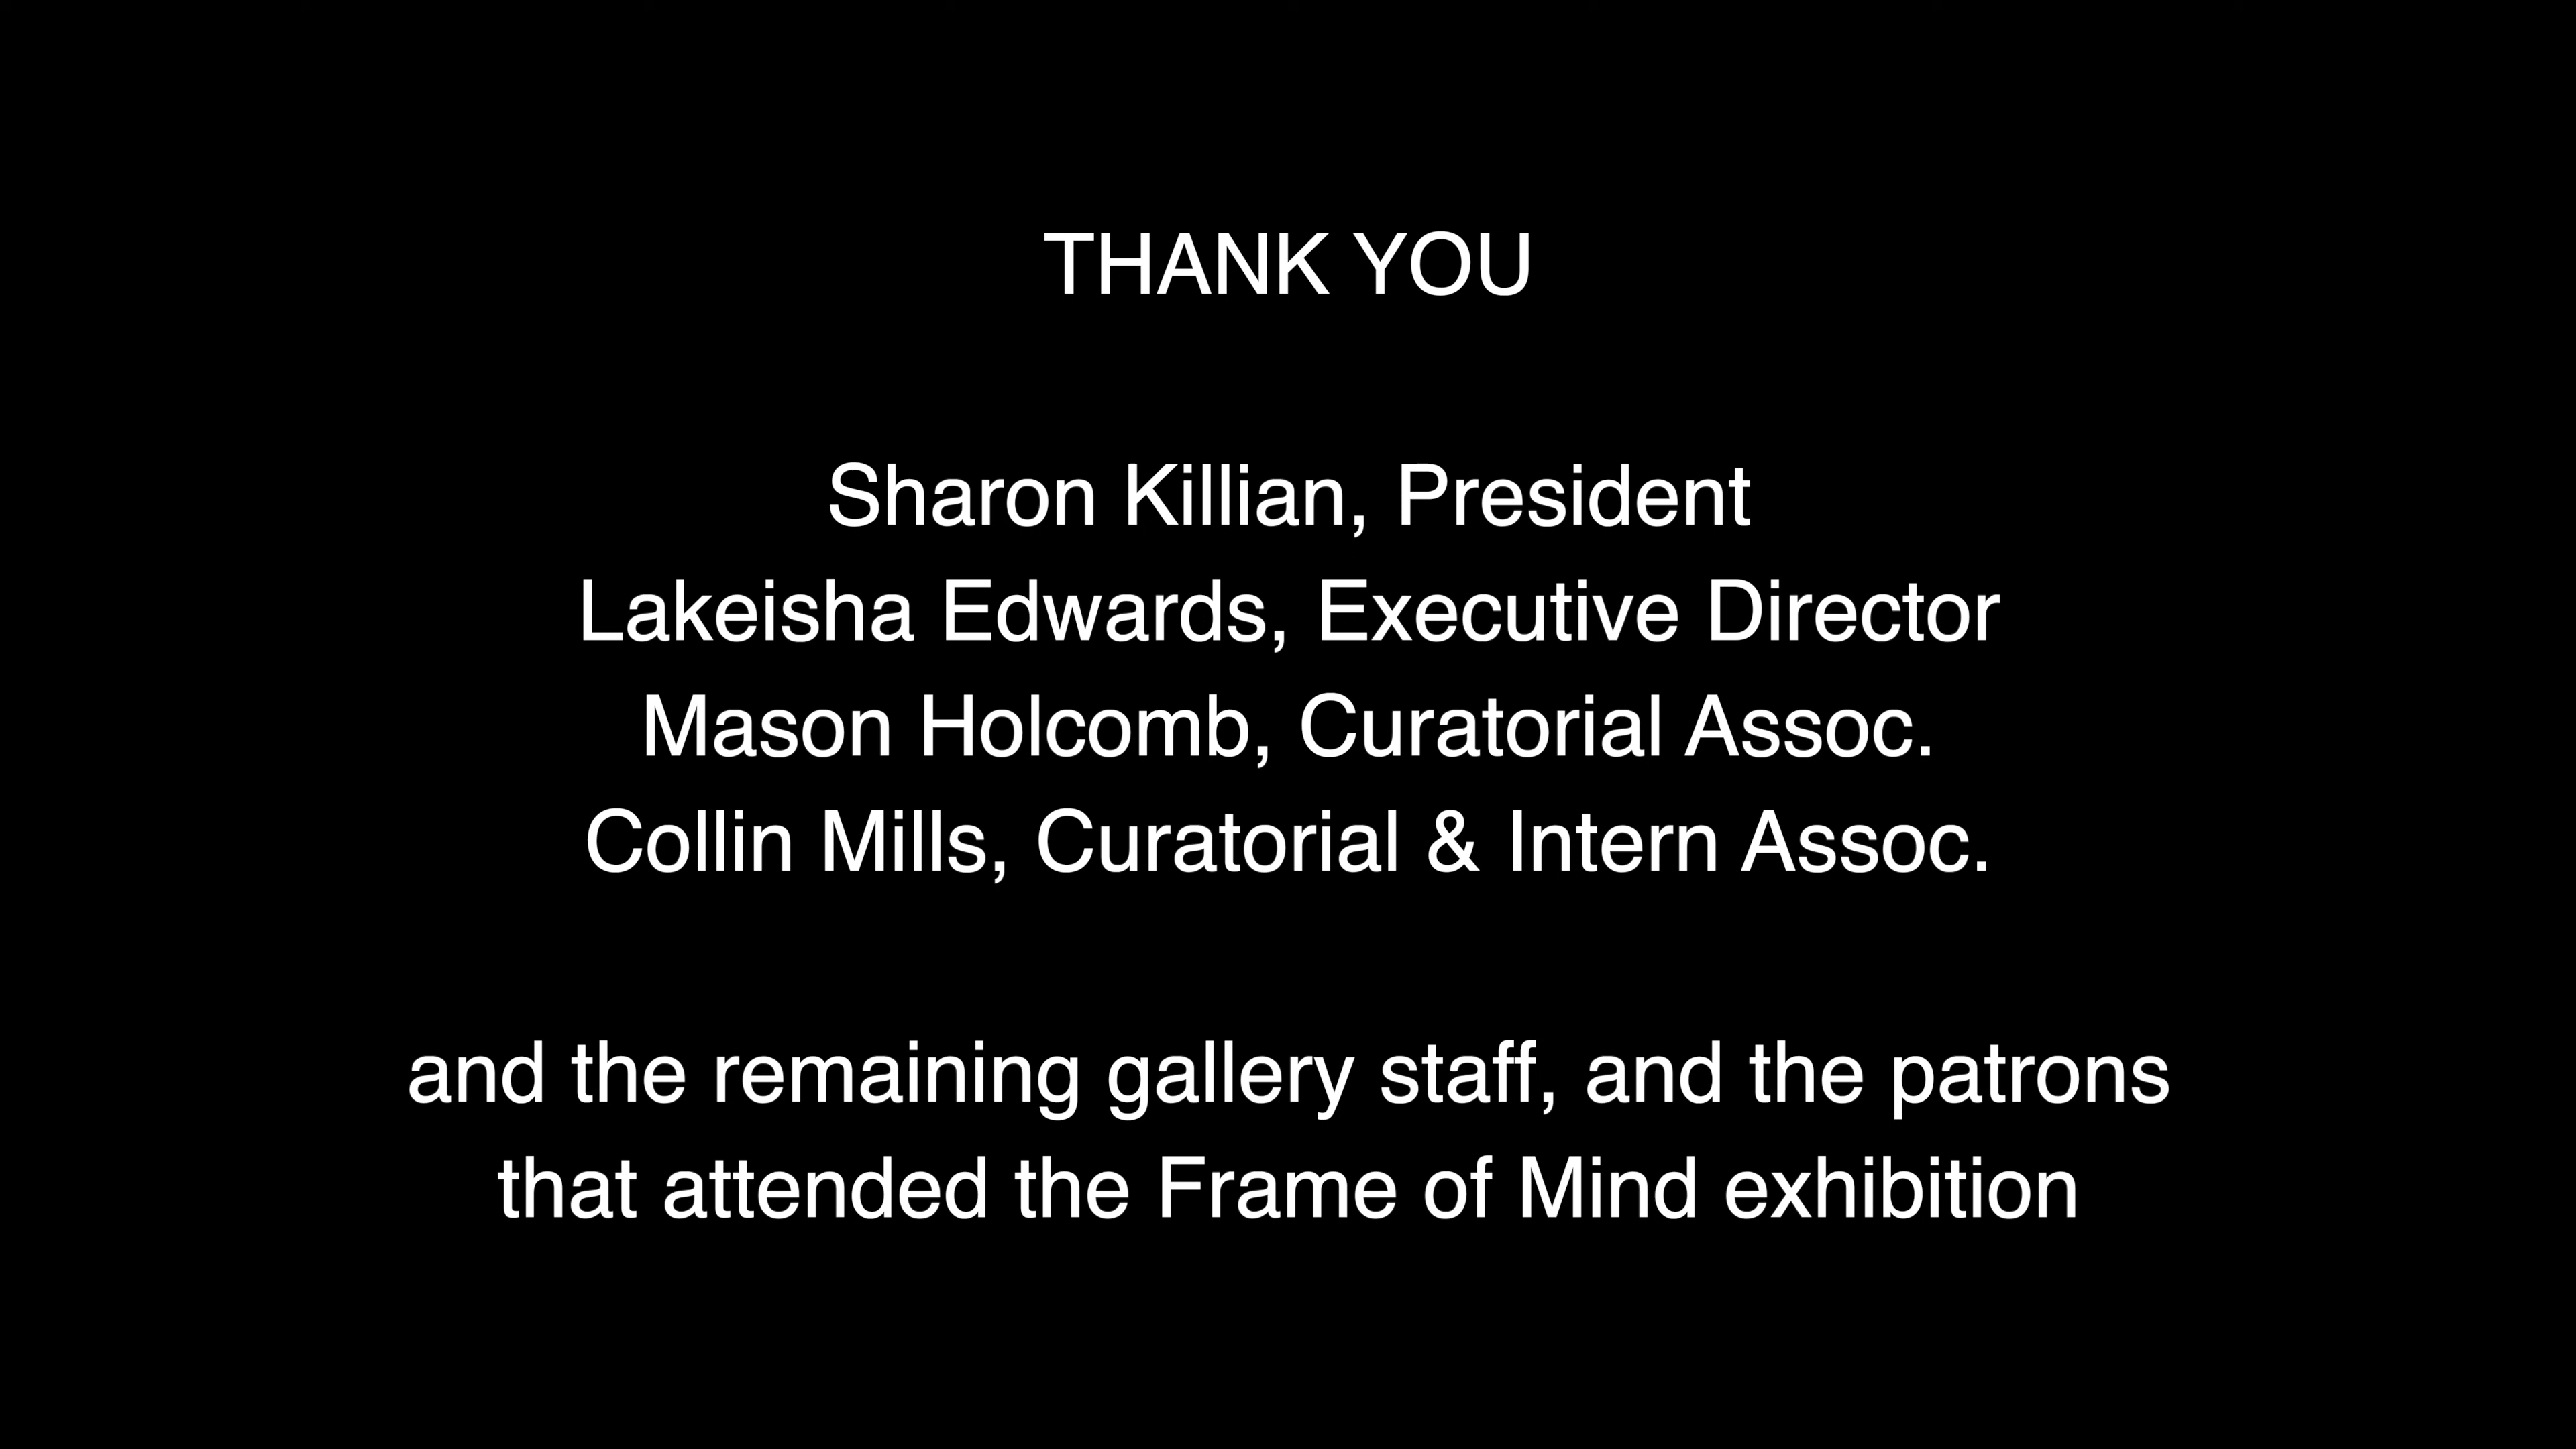 THANK YOU
Sharon Killian, President
Lakeisha Edwards, Executive Director
Mason Holcomb, Curatorial Assoc.
Collin Mills, Curatorial & Intern Assoc.
and the remaining gallery staff, and the patrons
that attended the Frame of Mind exhibition